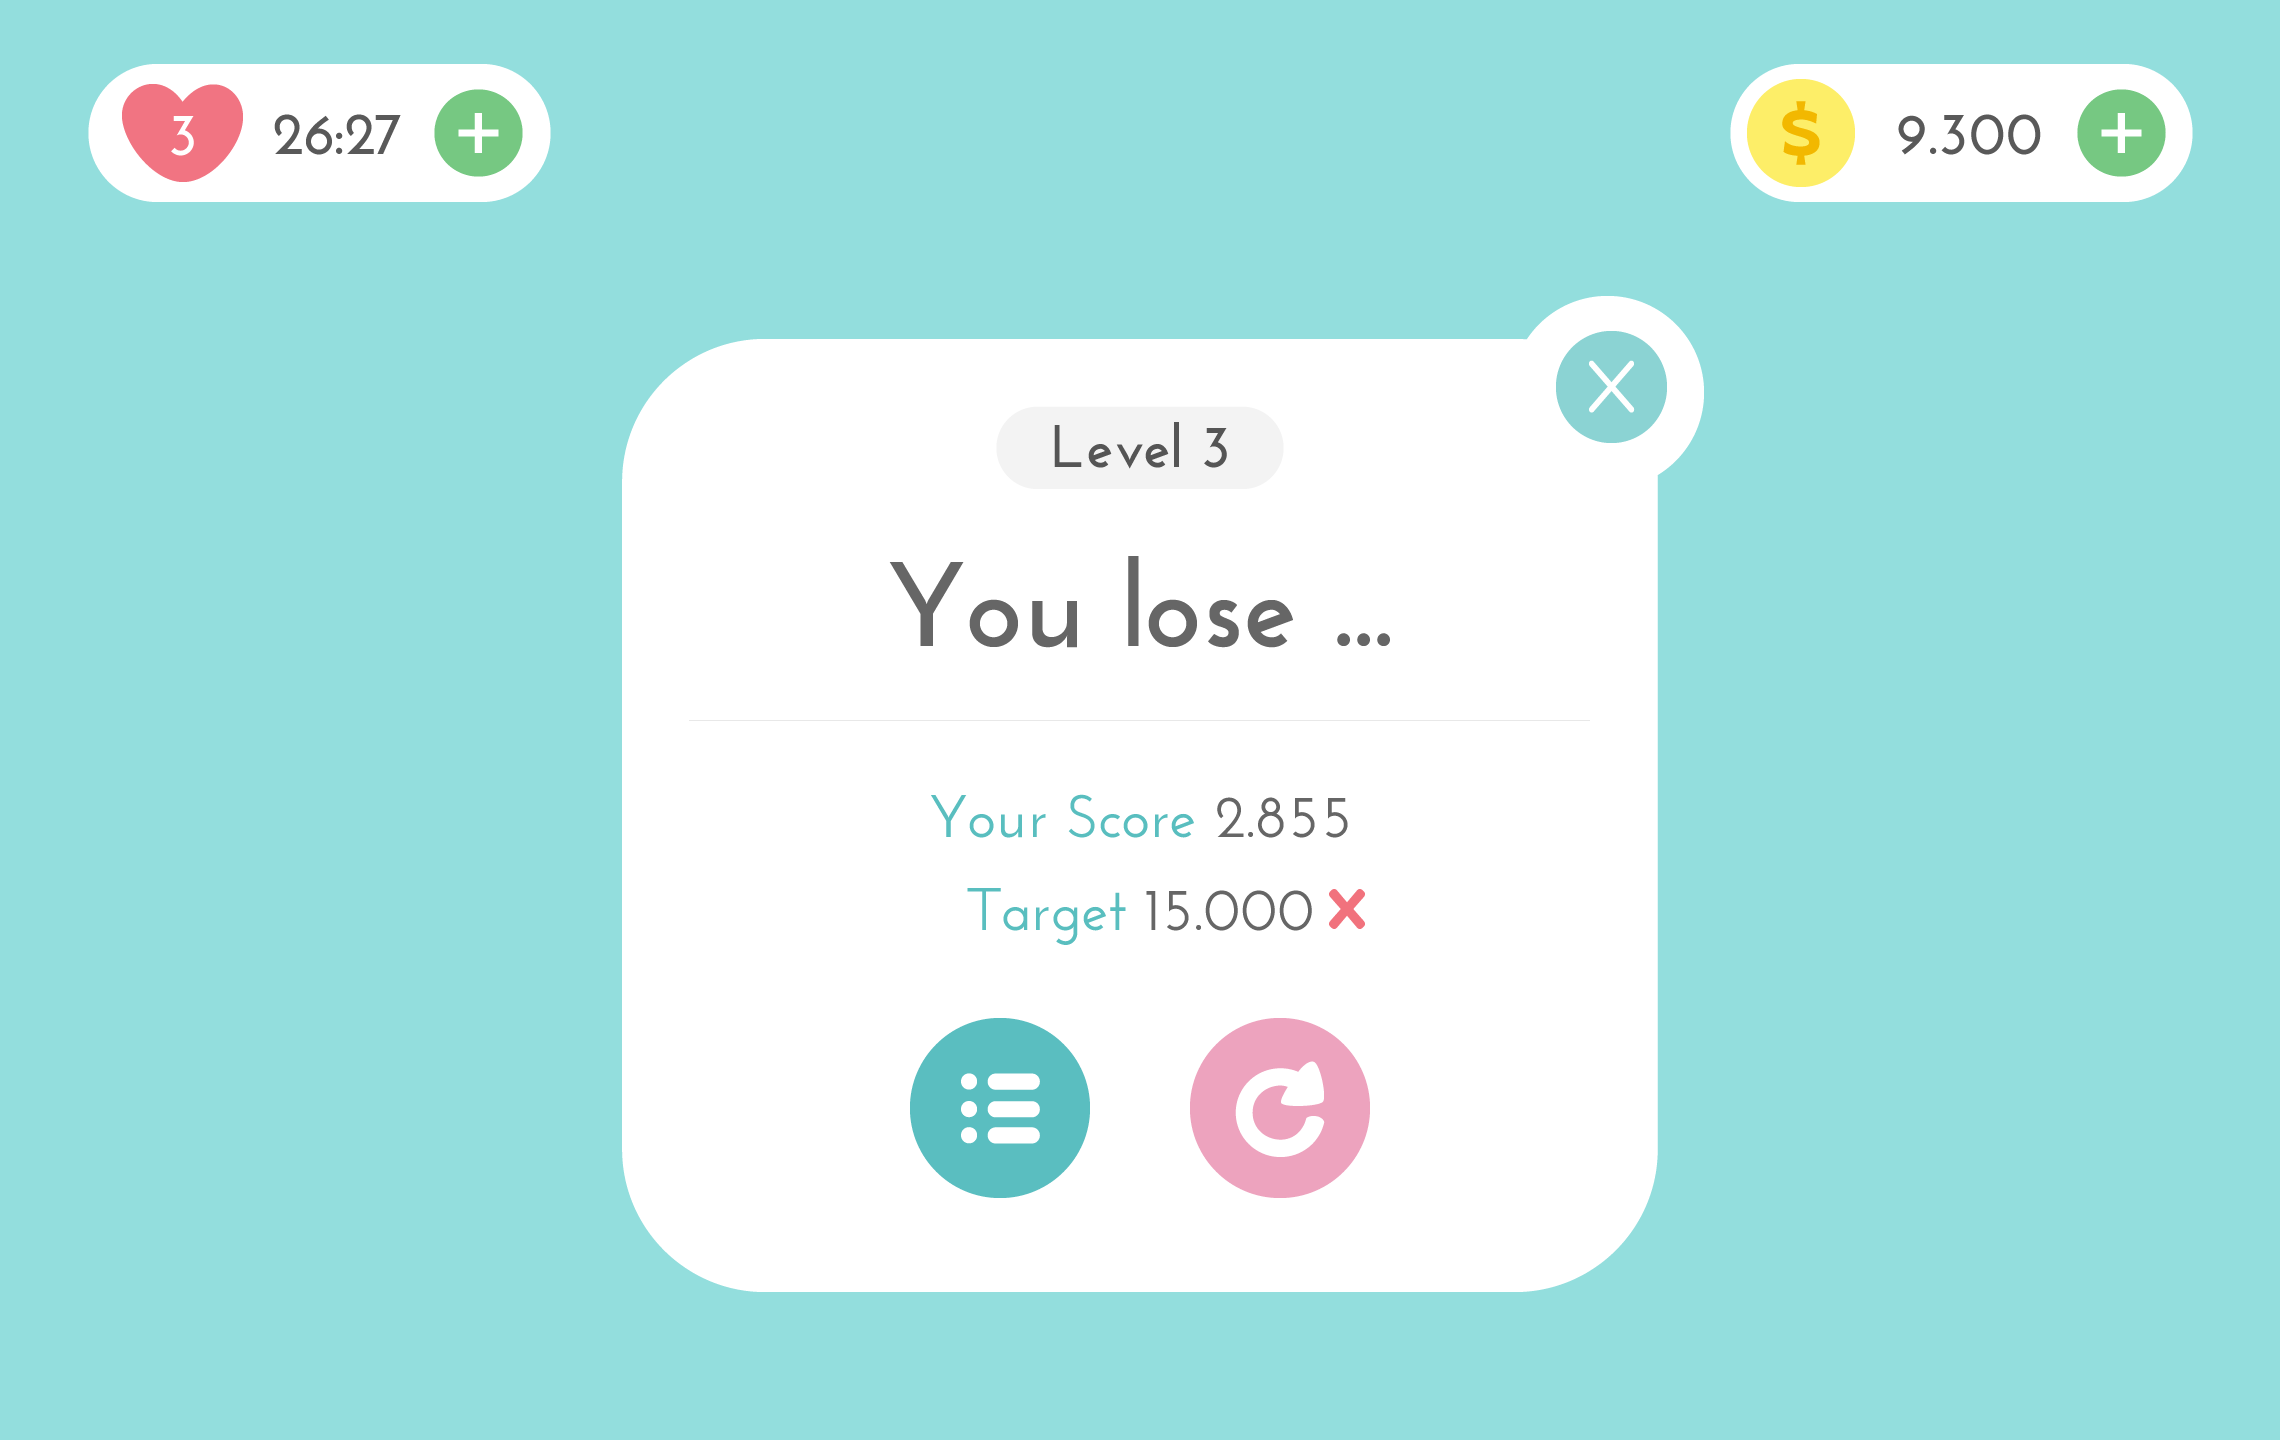 3 26:27 +
$ 9.300 +
Level 3
You lose ...
Your Score 2.855
Target 15.000